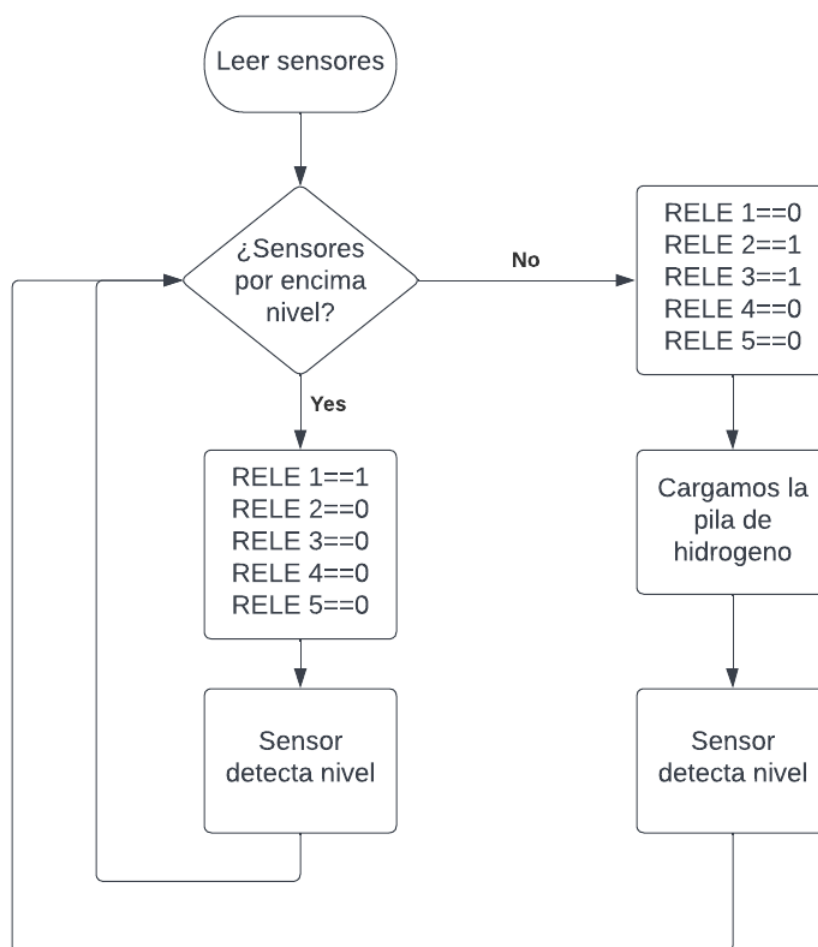 Leer sensores
¿Sensores
por encima
nivel?
No
RELE 1==0
RELE 2==1
RELE 3==1
RELE 4==0
RELE 5==0
Yes
RELE 1==1
RELE 2==0
RELE 3==0
RELE 4==0
RELE 5==0
Cargamos la
pila de
hidrogeno
Sensor
detecta nivel
Sensor
detecta nivel